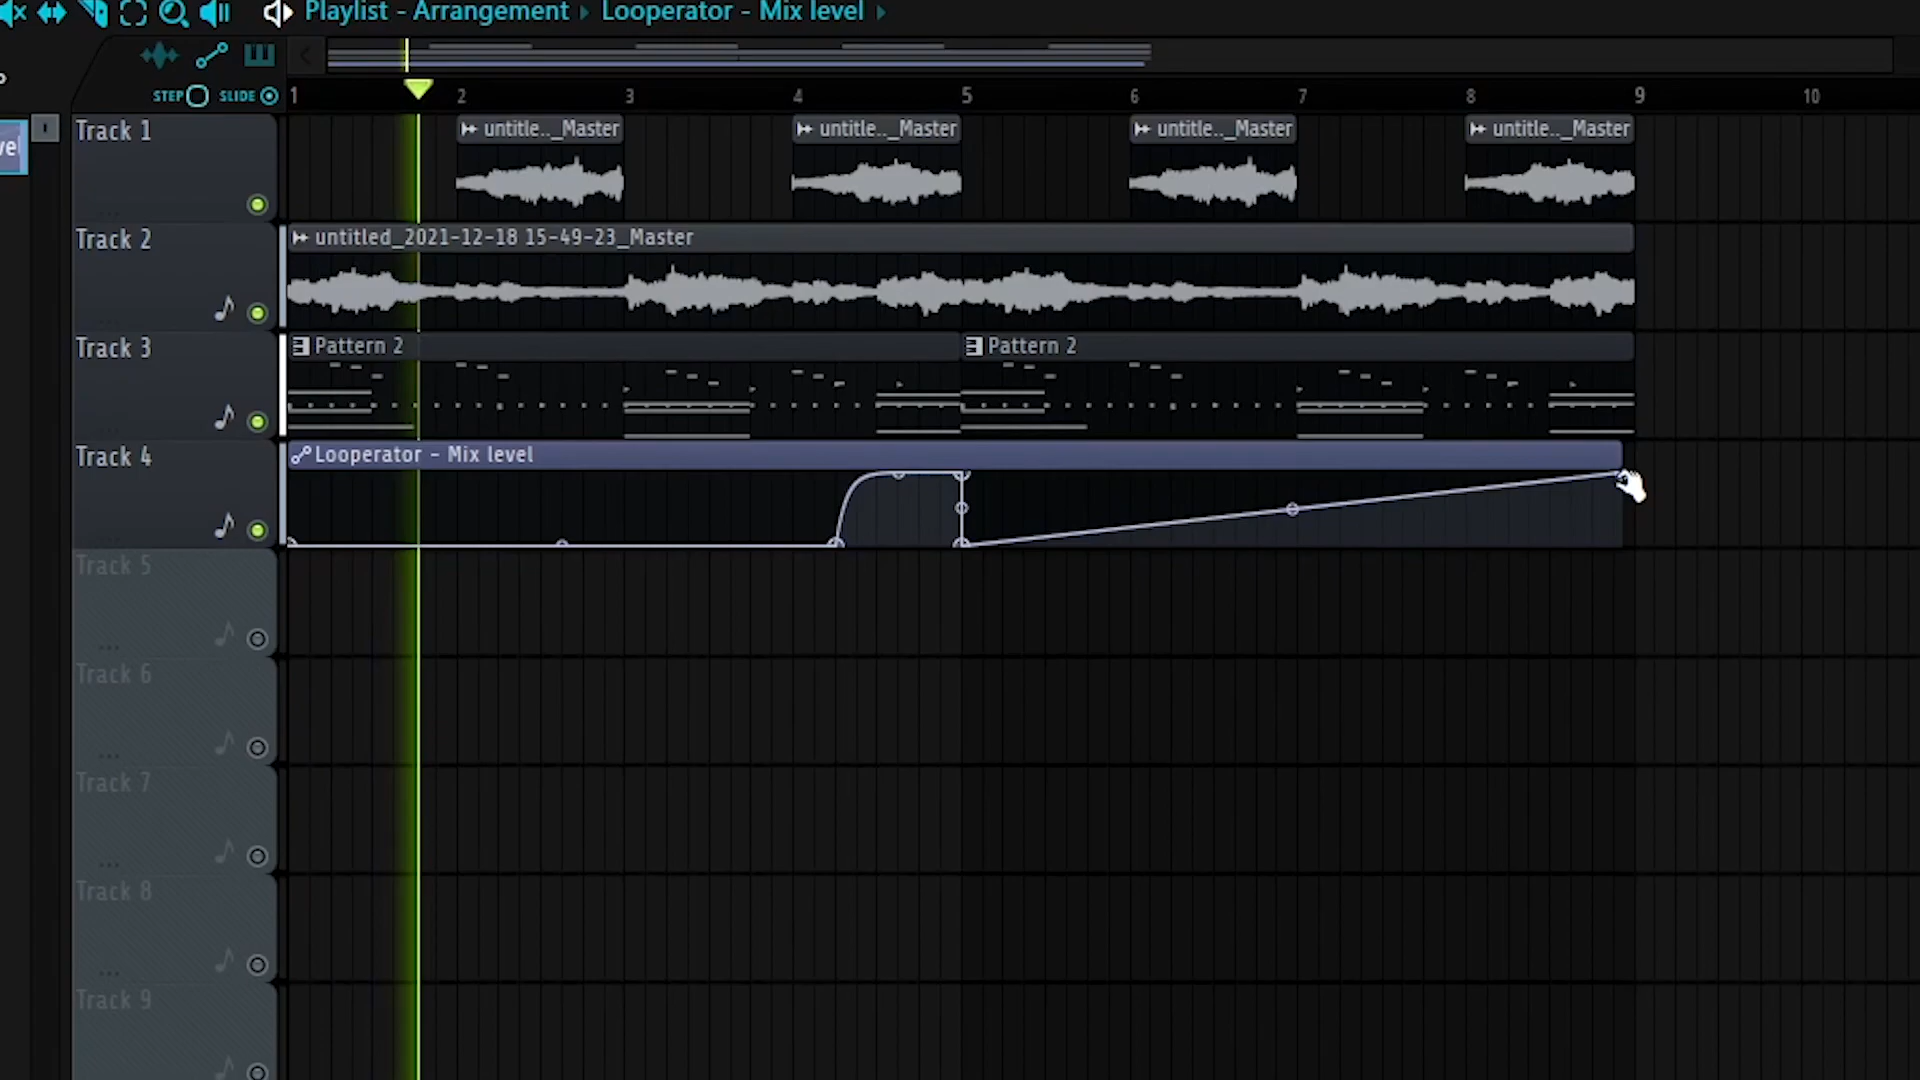 Playlist - Arrangement ▸ Looperator - Mix level ▸
STEP SLIDE
1 2 3 4 5 6 7 8 9 10
Track 1
untitle.._Master untitle.._Master untitle.._Master untitle.._Master
Track 2
untitled_2021-12-18 15-49-23_Master
Track 3
Pattern 2 Pattern 2
Track 4
Looperator - Mix level
Track 5
Track 6
Track 7
Track 8
Track 9